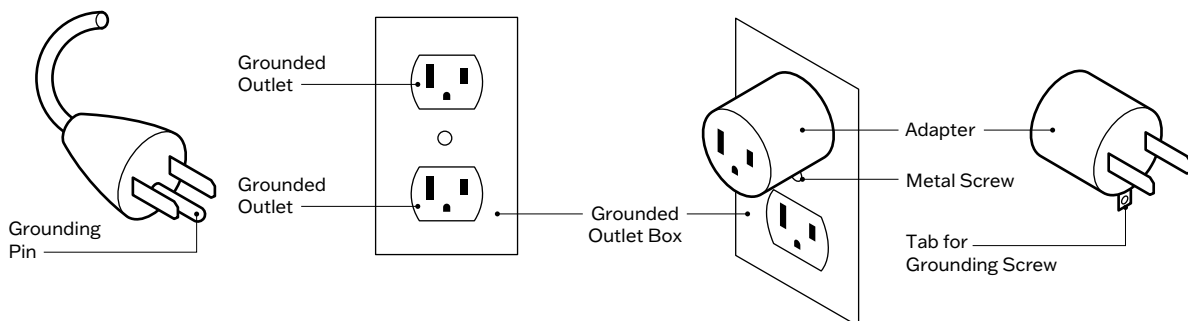 Grounding
Pin
Grounded
Outlet
Grounded
Outlet
Grounded
Outlet Box
Adapter
Metal Screw
Tab for
Grounding Screw